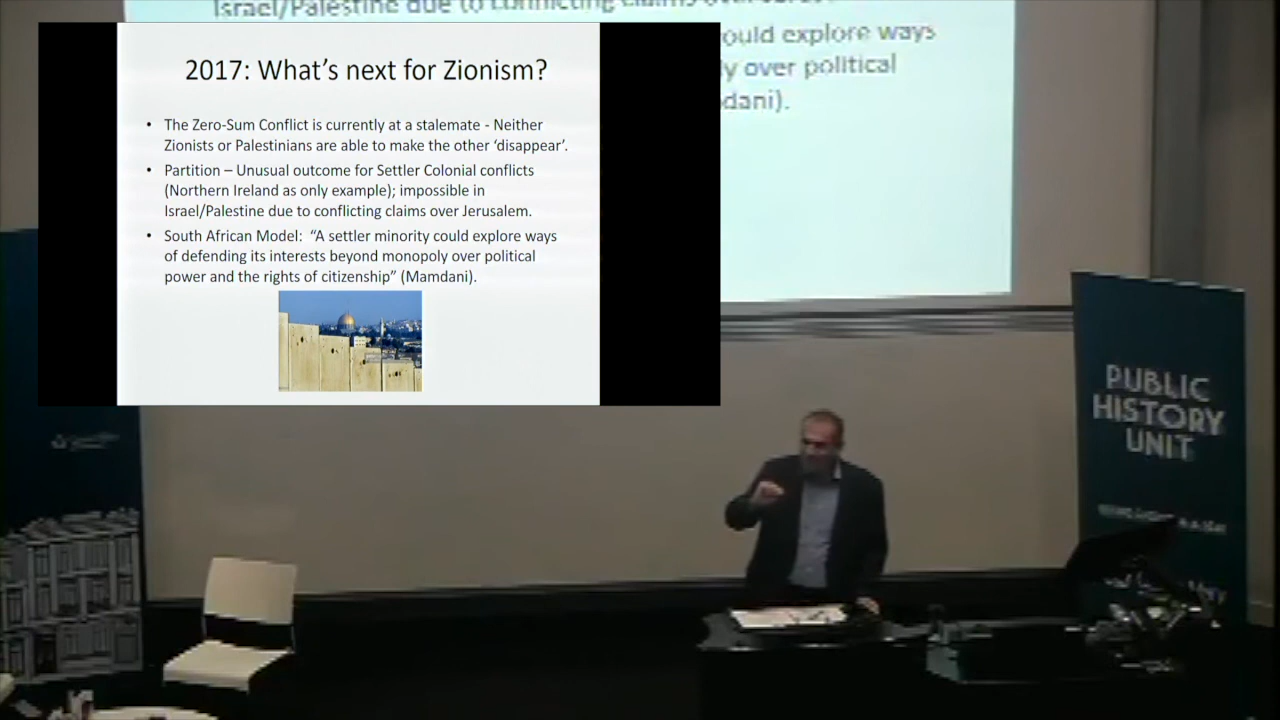 2017: What's next for Zionism?
• The Zero-Sum Conflict is currently at a stalemate - Neither
Zionists or Palestinians are able to make the other 'disappear'.
• Partition – Unusual outcome for Settler Colonial conflicts
(Northern Ireland as only example); impossible in
Israel/Palestine due to conflicting claims over Jerusalem.
• South African Model: “A settler minority could explore ways
of defending its interests beyond monopoly over political
power and the rights of citizenship” (Mamdani).
Israel/Palestine due to conflicting claims over
ould explore ways
y over political
dani).
PUBLIC
HISTORY
UNIT